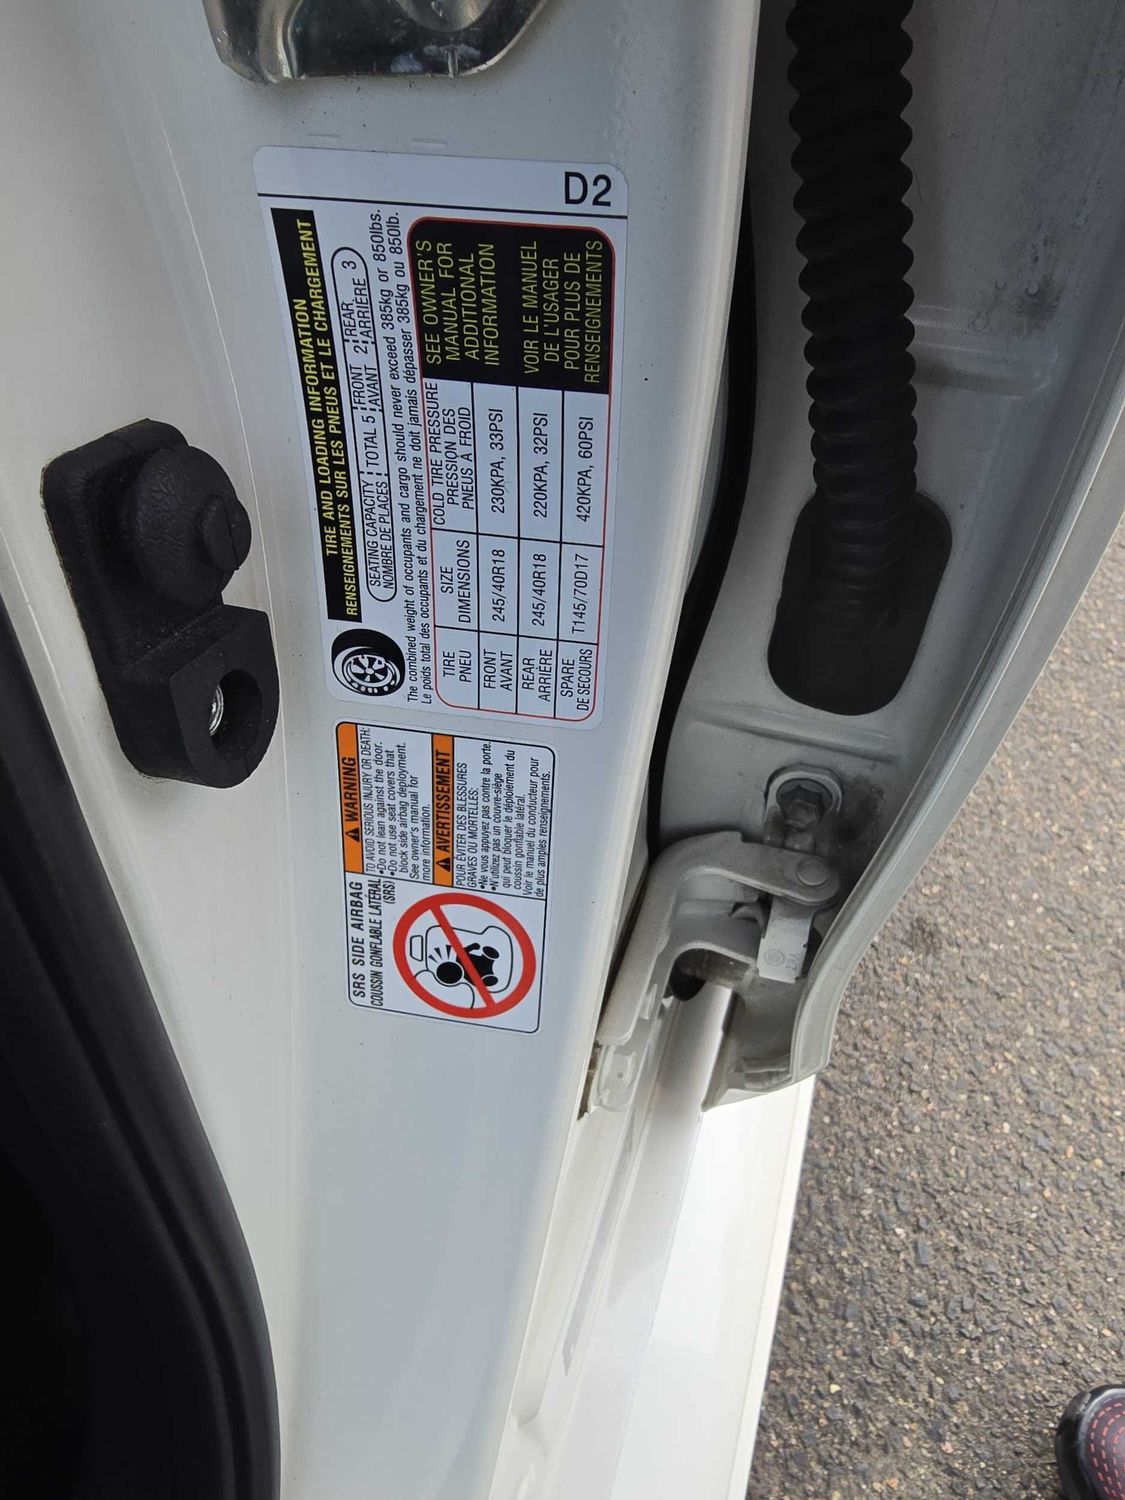 D2
TIRE AND LOADING INFORMATION
RENSEIGNEMENTS SUR LES PNEUS ET LE CHARGEMENT
SEATING CAPACITY TOTAL 5 FRONT 2 REAR 3
NOMBRE DE PLACES AVANT ARRIÈRE
The combined weight of occupants and cargo should never exceed 385kg or 850lbs.
Le poids total des occupants et du chargement ne doit jamais dépasser 385kg ou 850lb.
TIRE SIZE COLD TIRE PRESSURE
PNEU DIMENSIONS PRESSION DES
PNEUS À FROID
FRONT 245/40R18 230KPA, 33PSI
AVANT
REAR 245/40R18 220KPA, 32PSI
ARRIÈRE
SPARE T145/70D17 420KPA, 60PSI
DE SECOURS
SEE OWNER'S
MANUAL FOR
ADDITIONAL
INFORMATION
VOIR LE MANUEL
DE L'USAGER
POUR PLUS DE
RENSEIGNEMENTS
SRS SIDE AIRBAG
COUSSIN GONFLABLE LATÉRAL
(SRS)
WARNING
TO AVOID SERIOUS INJURY OR DEATH:
•Do not lean against the door.
•Do not use seat covers that
block side airbag deployment.
See owner's manual for
more information.
AVERTISSEMENT
POUR ÉVITER DES BLESSURES
GRAVES OU MORTELLES:
•Ne vous appuyez pas contre la porte.
•N'utilizez pas un couvre-siège
qui peut bloquer le déploiement du
coussin gonflable latéral.
Voir le manuel du conducteur pour
de plus amples renseignements.